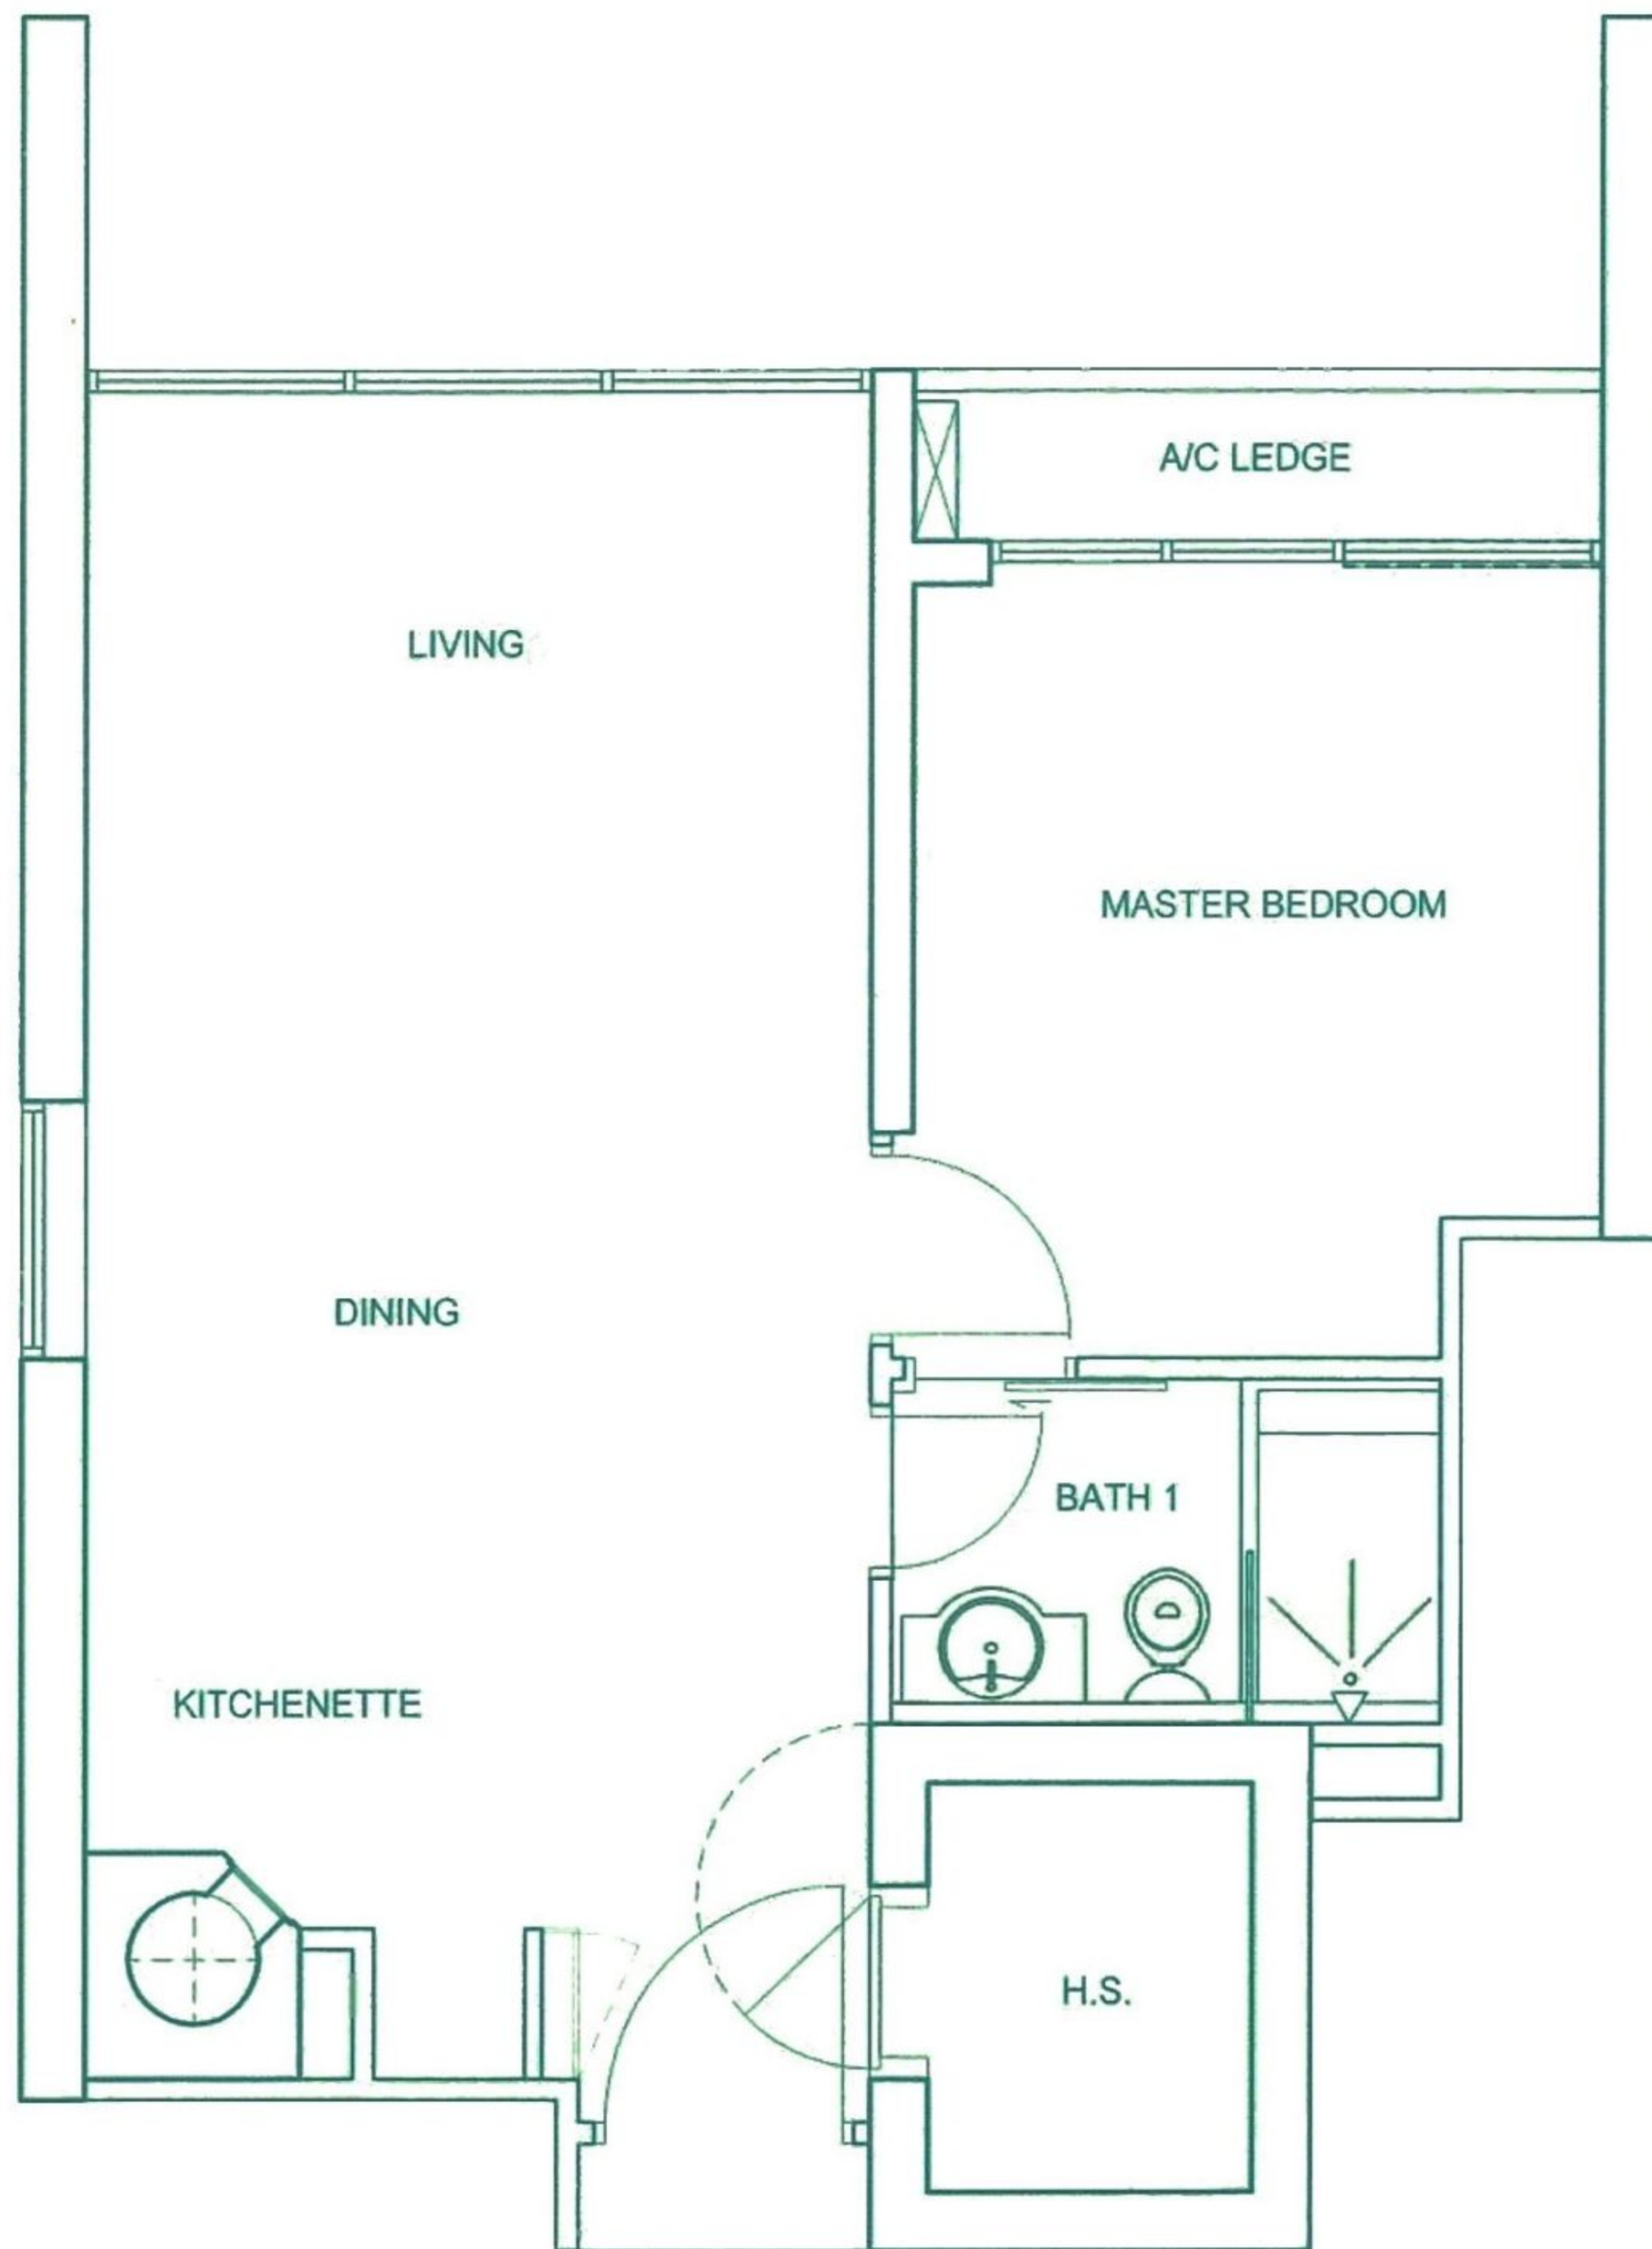 A/C LEDGE
LIVING
MASTER BEDROOM
DINING
BATH 1
KITCHENETTE
H.S.